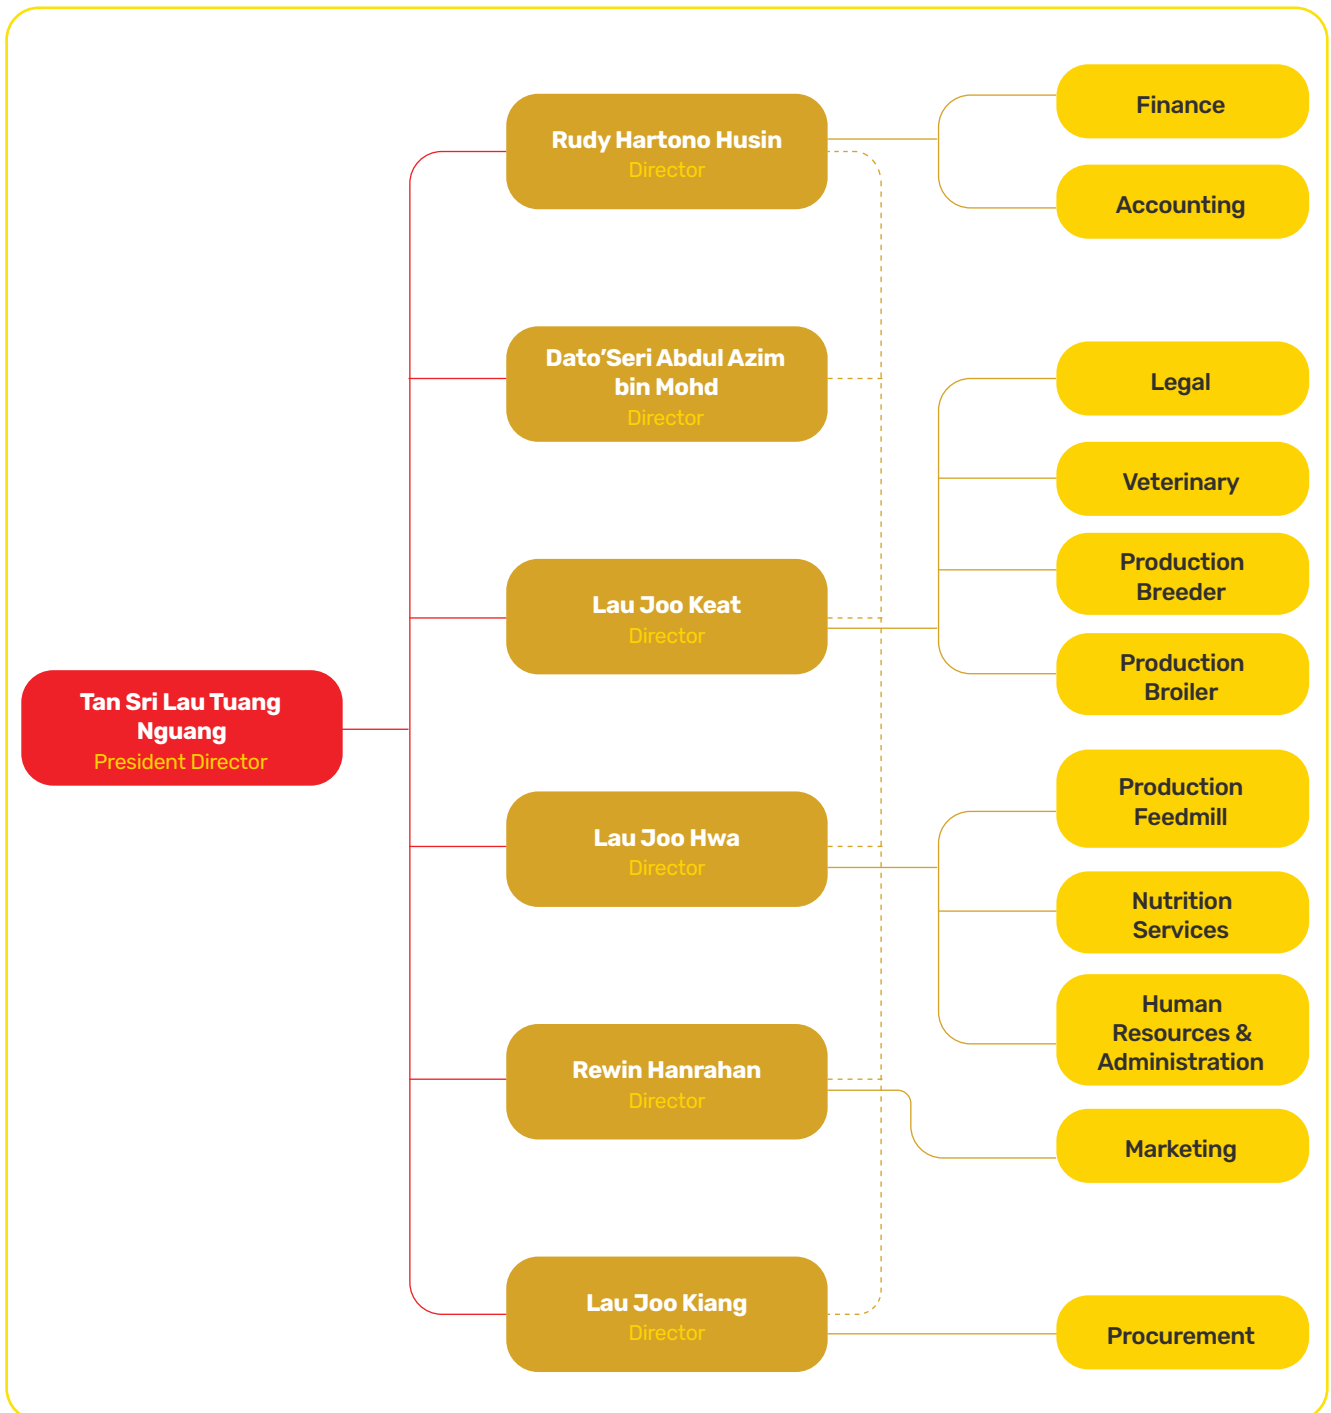 Tan Sri Lau Tuang
Nguang
President Director
Rudy Hartono Husin
Director
Dato’Seri Abdul Azim
bin Mohd
Director
Lau Joo Keat
Director
Lau Joo Hwa
Director
Rewin Hanrahan
Director
Lau Joo Kiang
Director
Finance
Accounting
Legal
Veterinary
Production
Breeder
Production
Broiler
Production
Feedmill
Nutrition
Services
Human
Resources &
Administration
Marketing
Procurement